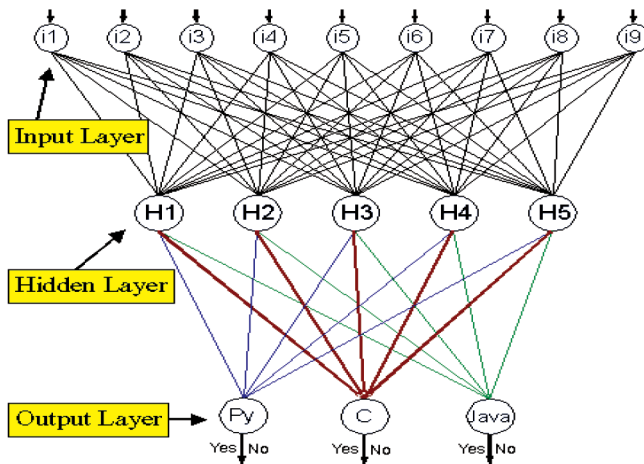 i1 i2 i3 i4 i5 i6 i7 i8 i9
Input Layer
H1 H2 H3 H4 H5
Hidden Layer
Output Layer
Py C Java
Yes No Yes No Yes No